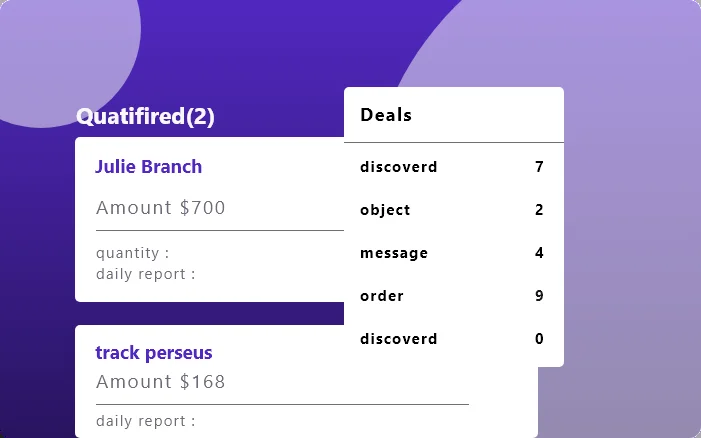 Quatifired(2)
Julie Branch
Amount $700
quantity :
daily report :
track perseus
Amount $168
daily report :
Deals
discoverd 7
object 2
message 4
order 9
discoverd 0